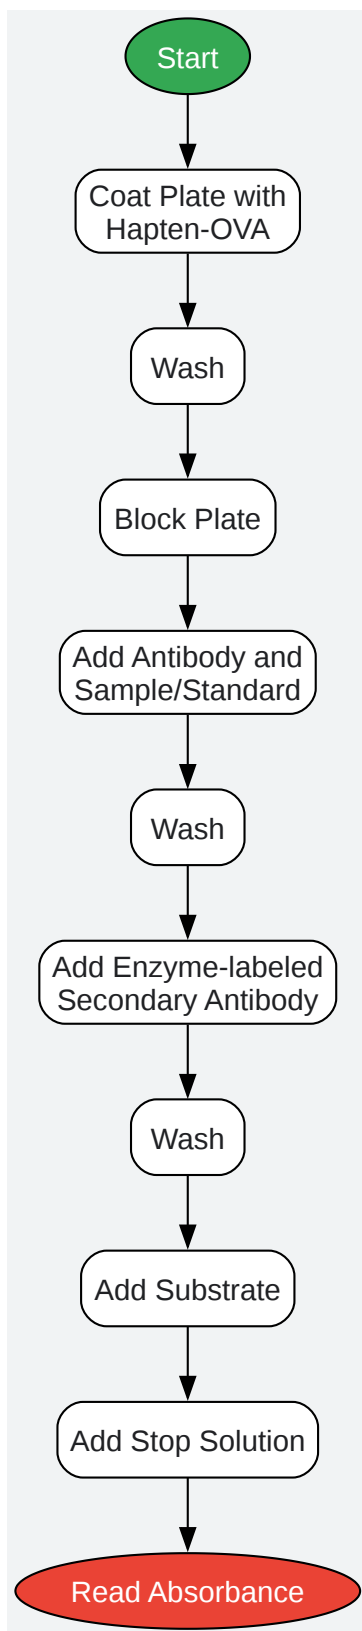 Start
Coat Plate with
Hapten-OVA
Wash
Block Plate
Add Antibody and
Sample/Standard
Wash
Add Enzyme-labeled
Secondary Antibody
Wash
Add Substrate
Add Stop Solution
Read Absorbance